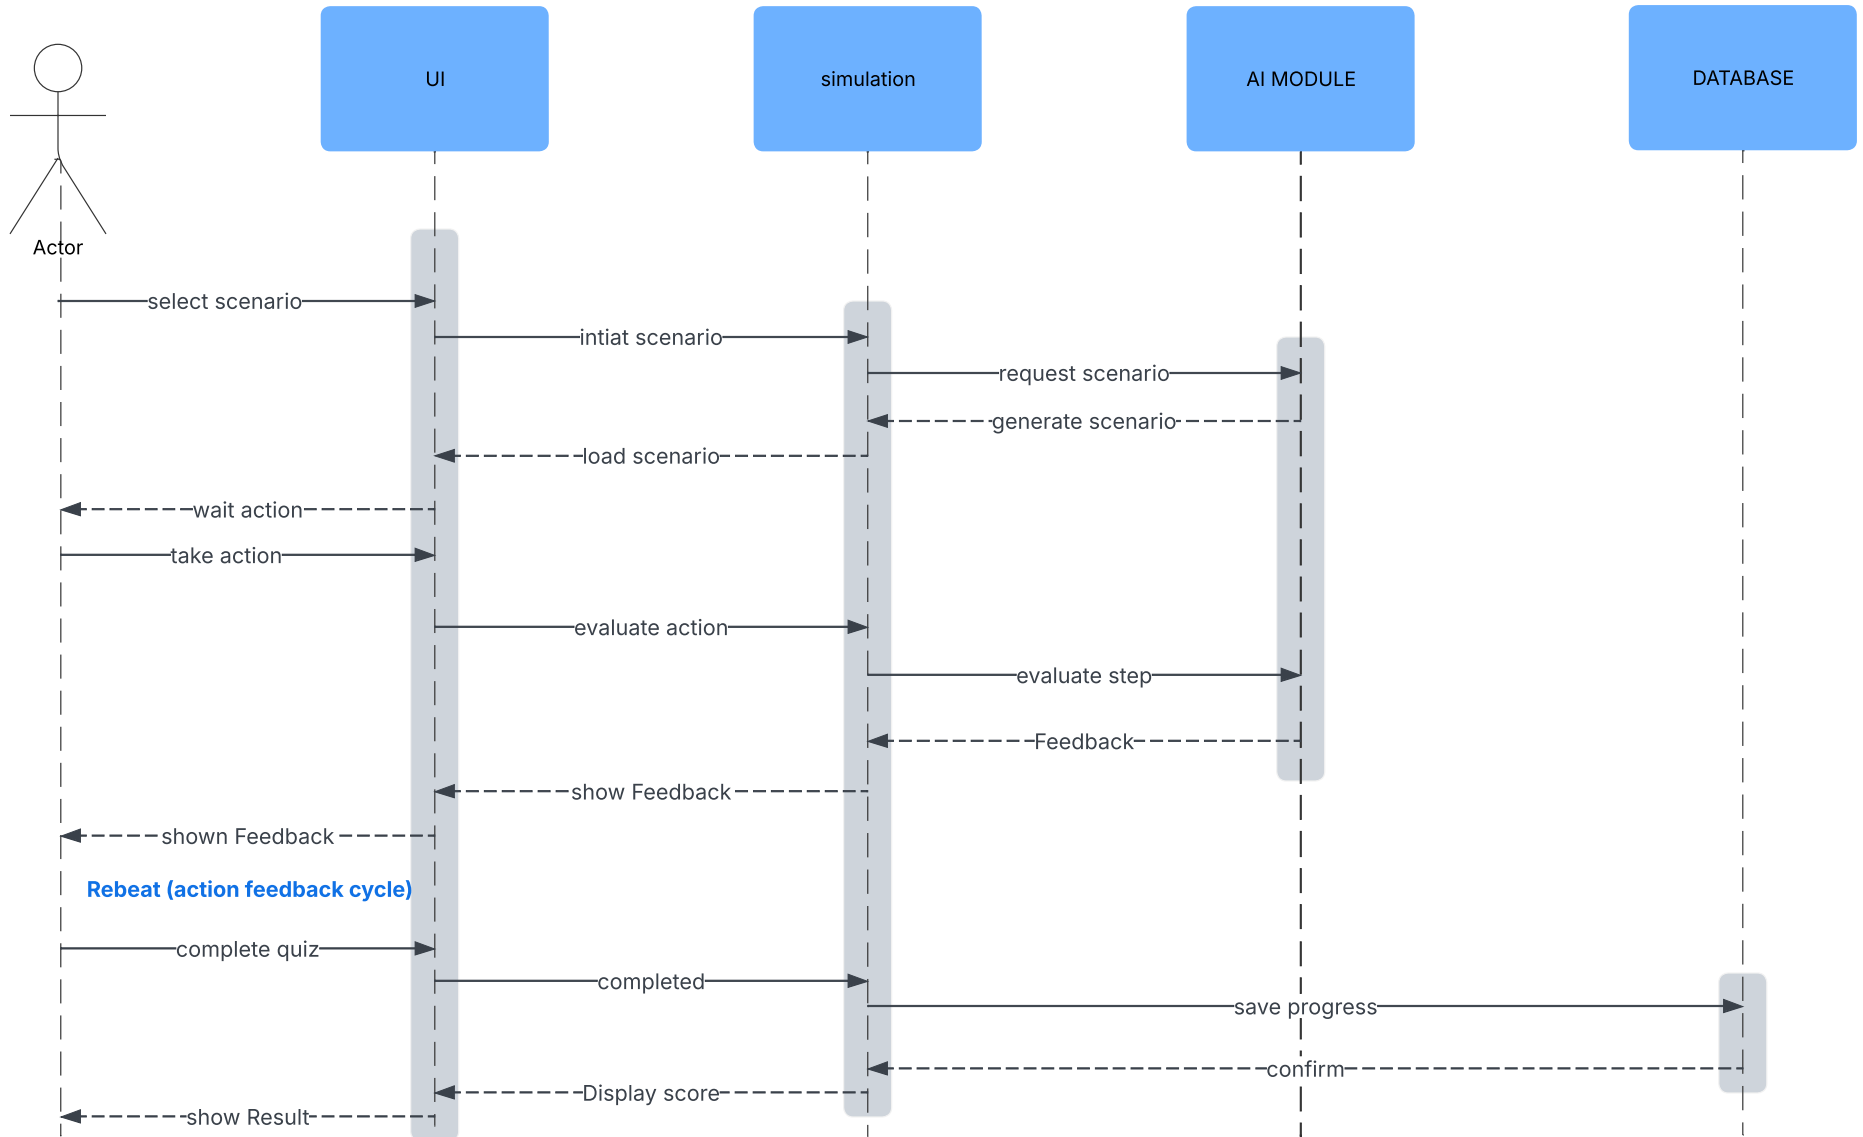 UI
simulation
AI MODULE
DATABASE
Actor
select scenario
intiat scenario
request scenario
generate scenario
load scenario
wait action
take action
evaluate action
evaluate step
Feedback
show Feedback
shown Feedback
Rebeat (action feedback cycle)
complete quiz
completed
save progress
confirm
Display score
show Result